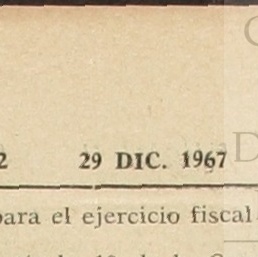 2 29 DIC. 1967
para el ejercicio fiscal